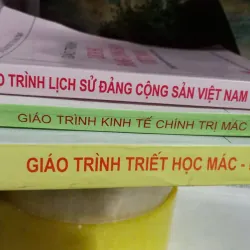 TRÌNH LỊCH SỬ ĐẢNG CỘNG SẢN VIỆT NAM
GIÁO TRÌNH KINH TẾ CHÍNH TRỊ MÁC
GIÁO TRÌNH TRIẾT HỌC MÁC -